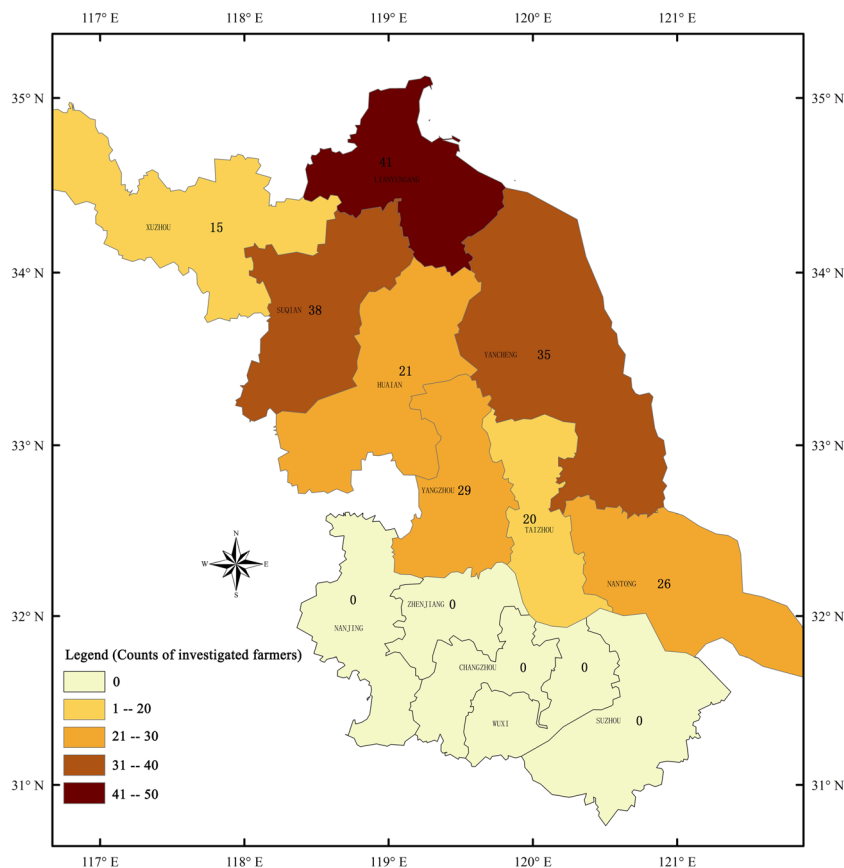 117° E 118° E 119° E 120° E 121° E
35° N 35° N
41
LIANYUNGANG
XUZHOU 15
34° N 34° N
SUQIAN 38
YANCHENG 35
21
HUAIAN
33° N 33° N
YANGZHOU 29
20
TAIZHOU
N
W E
S
NANTONG 26
0
ZHENJIANG 0
32° N 32° N
NANJING
Legend (Counts of investigated farmers)
CHANGZHOU 0 0
0
WUXI
SUZHOU 0
1 -- 20
21 -- 30
31 -- 40
31° N 31° N
41 -- 50
117° E 118° E 119° E 120° E 121° E